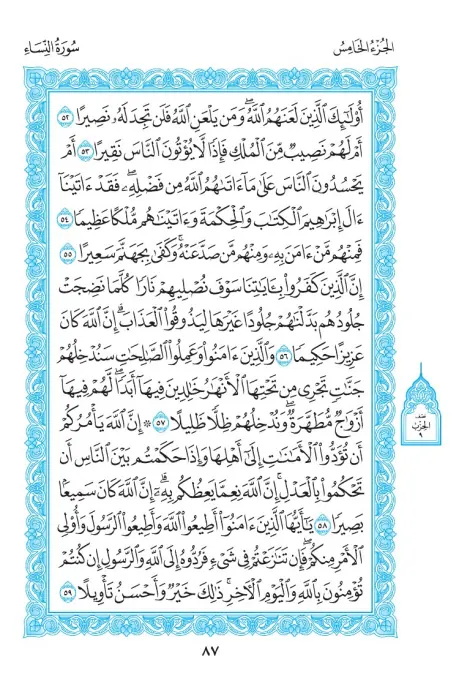 الجُزْءُ الخَامِسُ
سُورَةُ النِّسَاءِ
أُوْلَٰٓئِكَ ٱلَّذِينَ لَعَنَهُمُ ٱللَّهُۖ وَمَن يَلْعَنِ ٱللَّهُ فَلَن تَجِدَ لَهُۥ نَصِيرًا ٥٢
أَمْ لَهُمْ نَصِيبٞ مِّنَ ٱلْمُلْكِ فَإِذٗا لَّا يُؤْتُونَ ٱلنَّاسَ نَقِيرًا ٥٣ أَمْ
يَحْسُدُونَ ٱلنَّاسَ عَلَىٰ مَآ ءَاتَىٰهُمُ ٱللَّهُ مِن فَضْلِهِۦۖ فَقَدْ ءَاتَيْنَآ
ءَالَ إِبْرَٰهِيمَ ٱلْكِتَٰبَ وَٱلْحِكْمَةَ وَءَاتَيْنَٰهُم مُّلْكًا عَظِيمٗا ٥٤
فَمِنْهُم مَّنْ ءَامَنَ بِهِۦ وَمِنْهُم مَّن صَدَّ عَنْهُۚ وَكَفَىٰ بِجَهَنَّمَ سَعِيرًا ٥٥
إِنَّ ٱلَّذِينَ كَفَرُواْ بِـَٔايَٰتِنَا سَوْفَ نُصْلِيهِمْ نَارٗا كُلَّمَا نَضِجَتْ
جُلُودُهُم بَدَّلْنَٰهُمْ جُلُودًا غَيْرَهَا لِيَذُوقُواْ ٱلْعَذَابَۗ إِنَّ ٱللَّهَ كَانَ
عَزِيزًا حَكِيمٗا ٥٦ وَٱلَّذِينَ ءَامَنُواْ وَعَمِلُواْ ٱلصَّٰلِحَٰتِ سَنُدْخِلُهُمْ
جَنَّٰتٖ تَجْرِي مِن تَحْتِهَا ٱلْأَنْهَٰرُ خَٰلِدِينَ فِيهَآ أَبَدٗاۖ لَّهُمْ فِيهَآ
أَزْوَٰجٞ مُّطَهَّرَةٞۖ وَنُدْخِلُهُمْ ظِلّٗا ظَلِيلًا ٥٧ ۞ إِنَّ ٱللَّهَ يَأْمُرُكُمْ
أَن تُؤَدُّواْ ٱلْأَمَٰنَٰتِ إِلَىٰٓ أَهْلِهَا وَإِذَا حَكَمْتُم بَيْنَ ٱلنَّاسِ أَن
تَحْكُمُواْ بِٱلْعَدْلِۚ إِنَّ ٱللَّهَ نِعِمَّا يَعِظُكُم بِهِۦٓۗ إِنَّ ٱللَّهَ كَانَ سَمِيعَۢا
بَصِيرٗا ٥٨ يَٰٓأَيُّهَا ٱلَّذِينَ ءَامَنُوٓاْ أَطِيعُواْ ٱللَّهَ وَأَطِيعُواْ ٱلرَّسُولَ وَأُوْلِي
ٱلْأَمْرِ مِنكُمْۖ فَإِن تَنَٰزَعْتُمْ فِي شَيْءٖ فَرُدُّوهُ إِلَى ٱللَّهِ وَٱلرَّسُولِ إِن كُنتُمْ
تُؤْمِنُونَ بِٱللَّهِ وَٱلْيَوْمِ ٱلْأٓخِرِۚ ذَٰلِكَ خَيْرٞ وَأَحْسَنُ تَأْوِيلًا ٥٩
الحزب
٩
٨٧